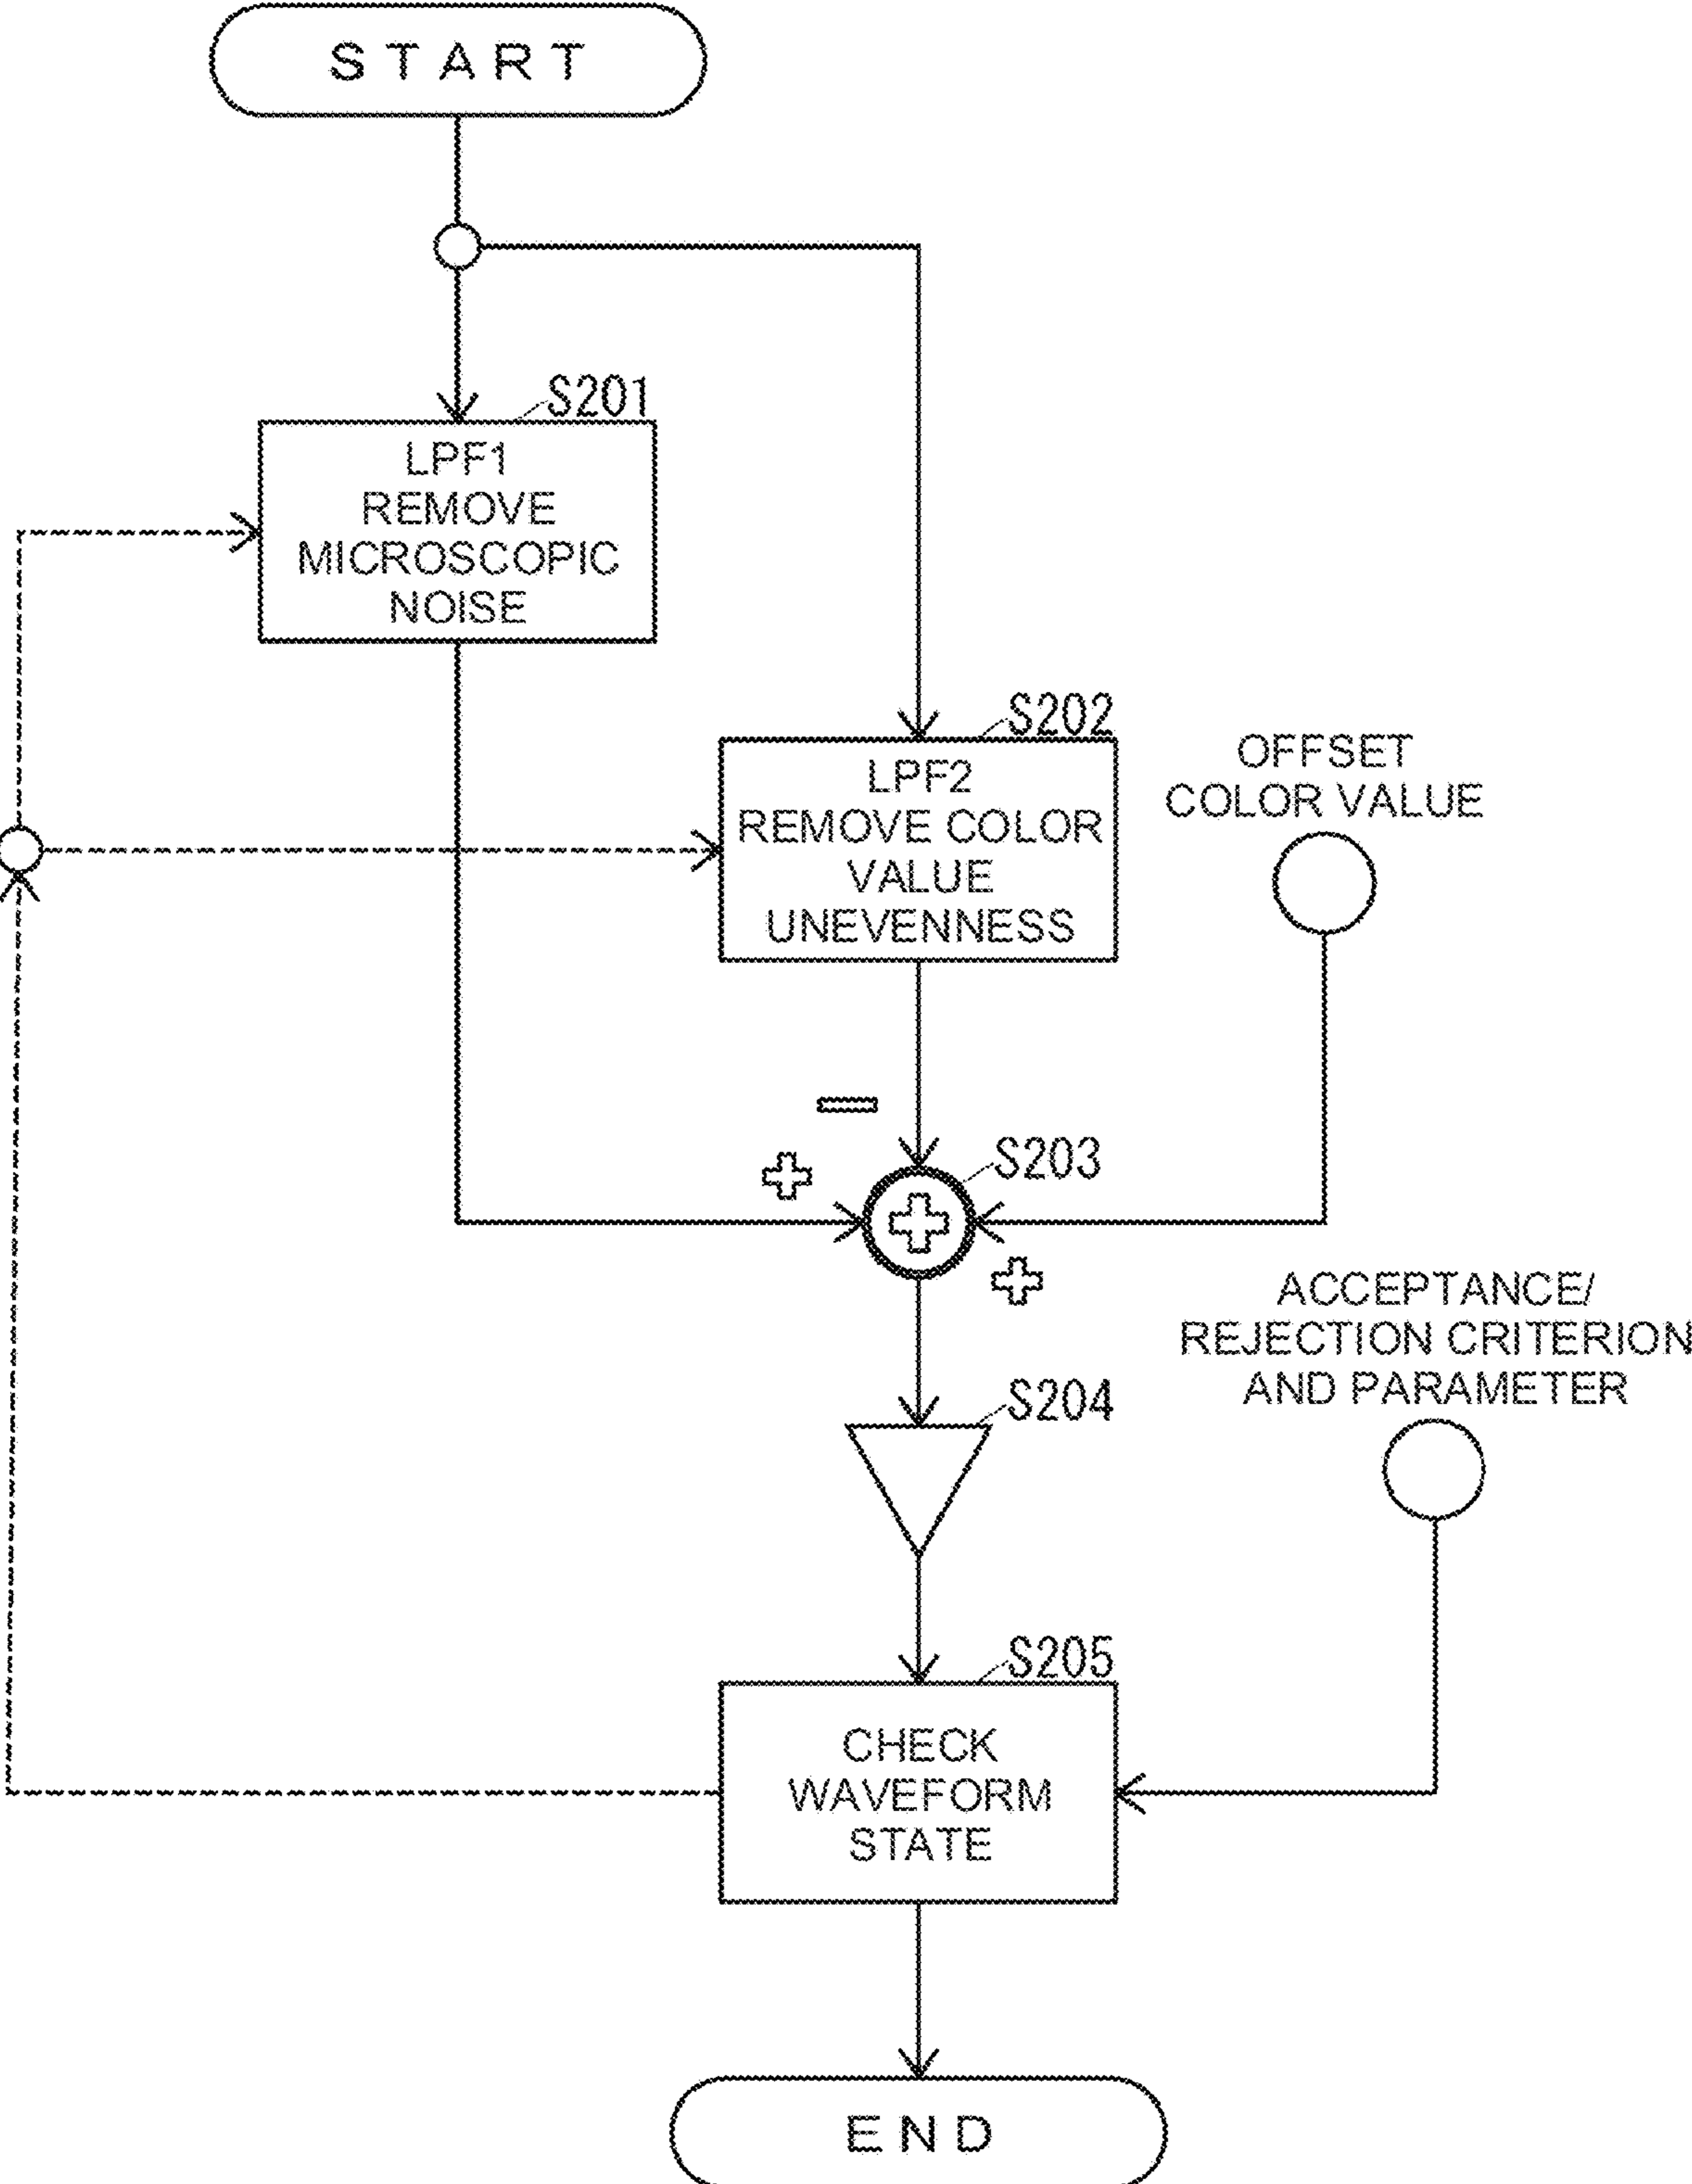 START
S201
LPF1
REMOVE
MICROSCOPIC
NOISE
S202
LPF2
REMOVE COLOR
VALUE
UNEVENNESS
OFFSET
COLOR VALUE
−
+
S203
+
+
ACCEPTANCE/
REJECTION CRITERION
AND PARAMETER
S204
S205
CHECK
WAVEFORM
STATE
END